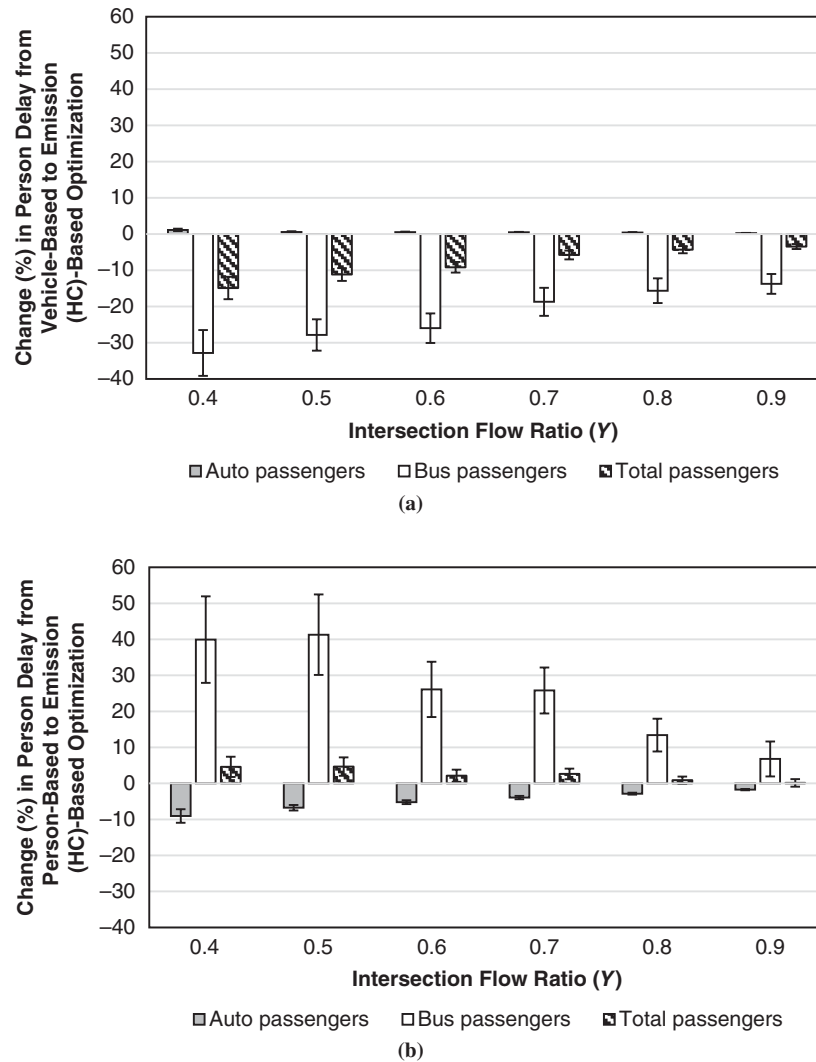 60
50
40
30
20
10
0
–10
–20
–30
–40
Change (%) in Person Delay from
Vehicle-Based to Emission
(HC)-Based Optimization
0.4 0.5 0.6 0.7 0.8 0.9
Intersection Flow Ratio (Y)
Auto passengers Bus passengers Total passengers
(a)
60
50
40
30
20
10
0
–10
–20
–30
–40
Change (%) in Person Delay from
Person-Based to Emission
(HC)-Based Optimization
0.4 0.5 0.6 0.7 0.8 0.9
Intersection Flow Ratio (Y)
Auto passengers Bus passengers Total passengers
(b)